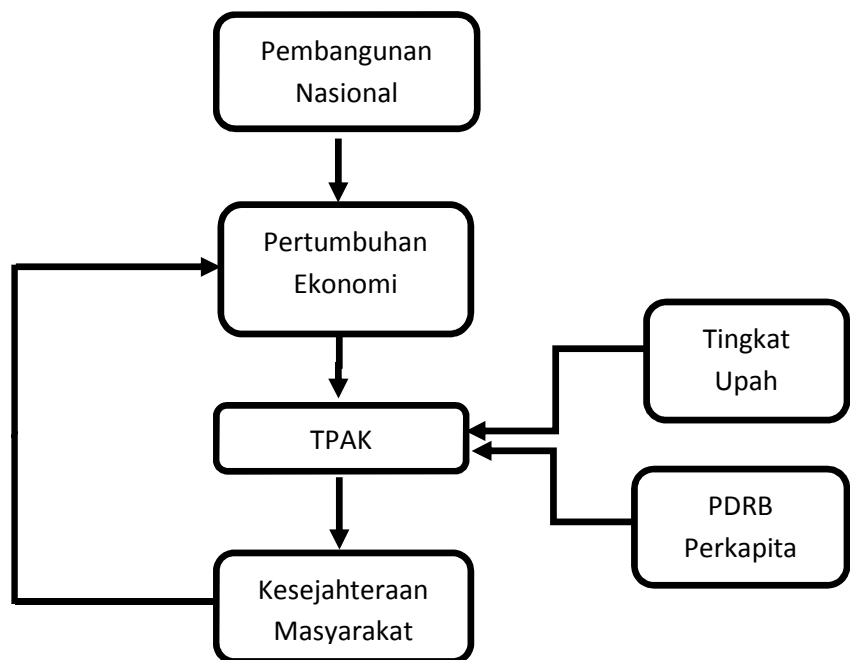 Pembangunan
Nasional
Pertumbuhan
Ekonomi
Tingkat
Upah
TPAK
PDRB
Perkapita
Kesejahteraan
Masyarakat